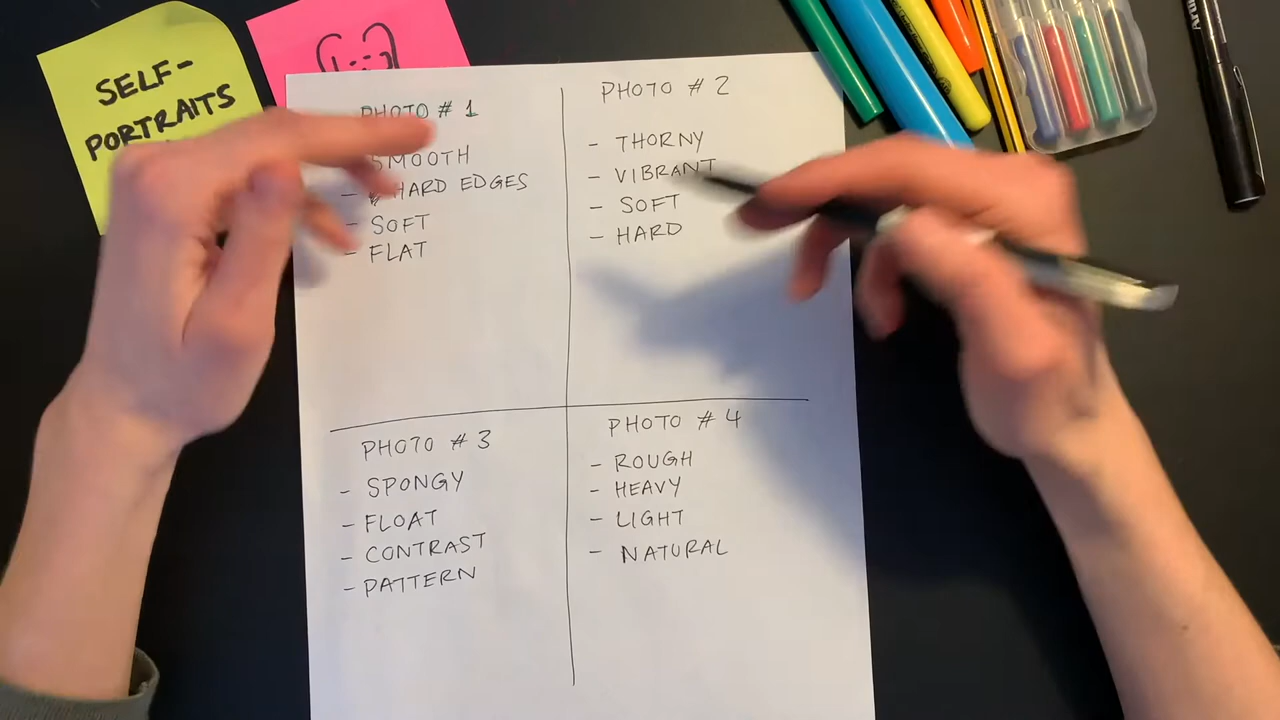 SELF-
PORTRAITS
PHOTO # 1
SMOOTH
- HARD EDGES
- SOFT
- FLAT
PHOTO # 2
- THORNY
- VIBRANT
- SOFT
- HARD
PHOTO # 3
- SPONGY
- FLOAT
- CONTRAST
- PATTERN
PHOTO # 4
- ROUGH
- HEAVY
- LIGHT
- NATURAL